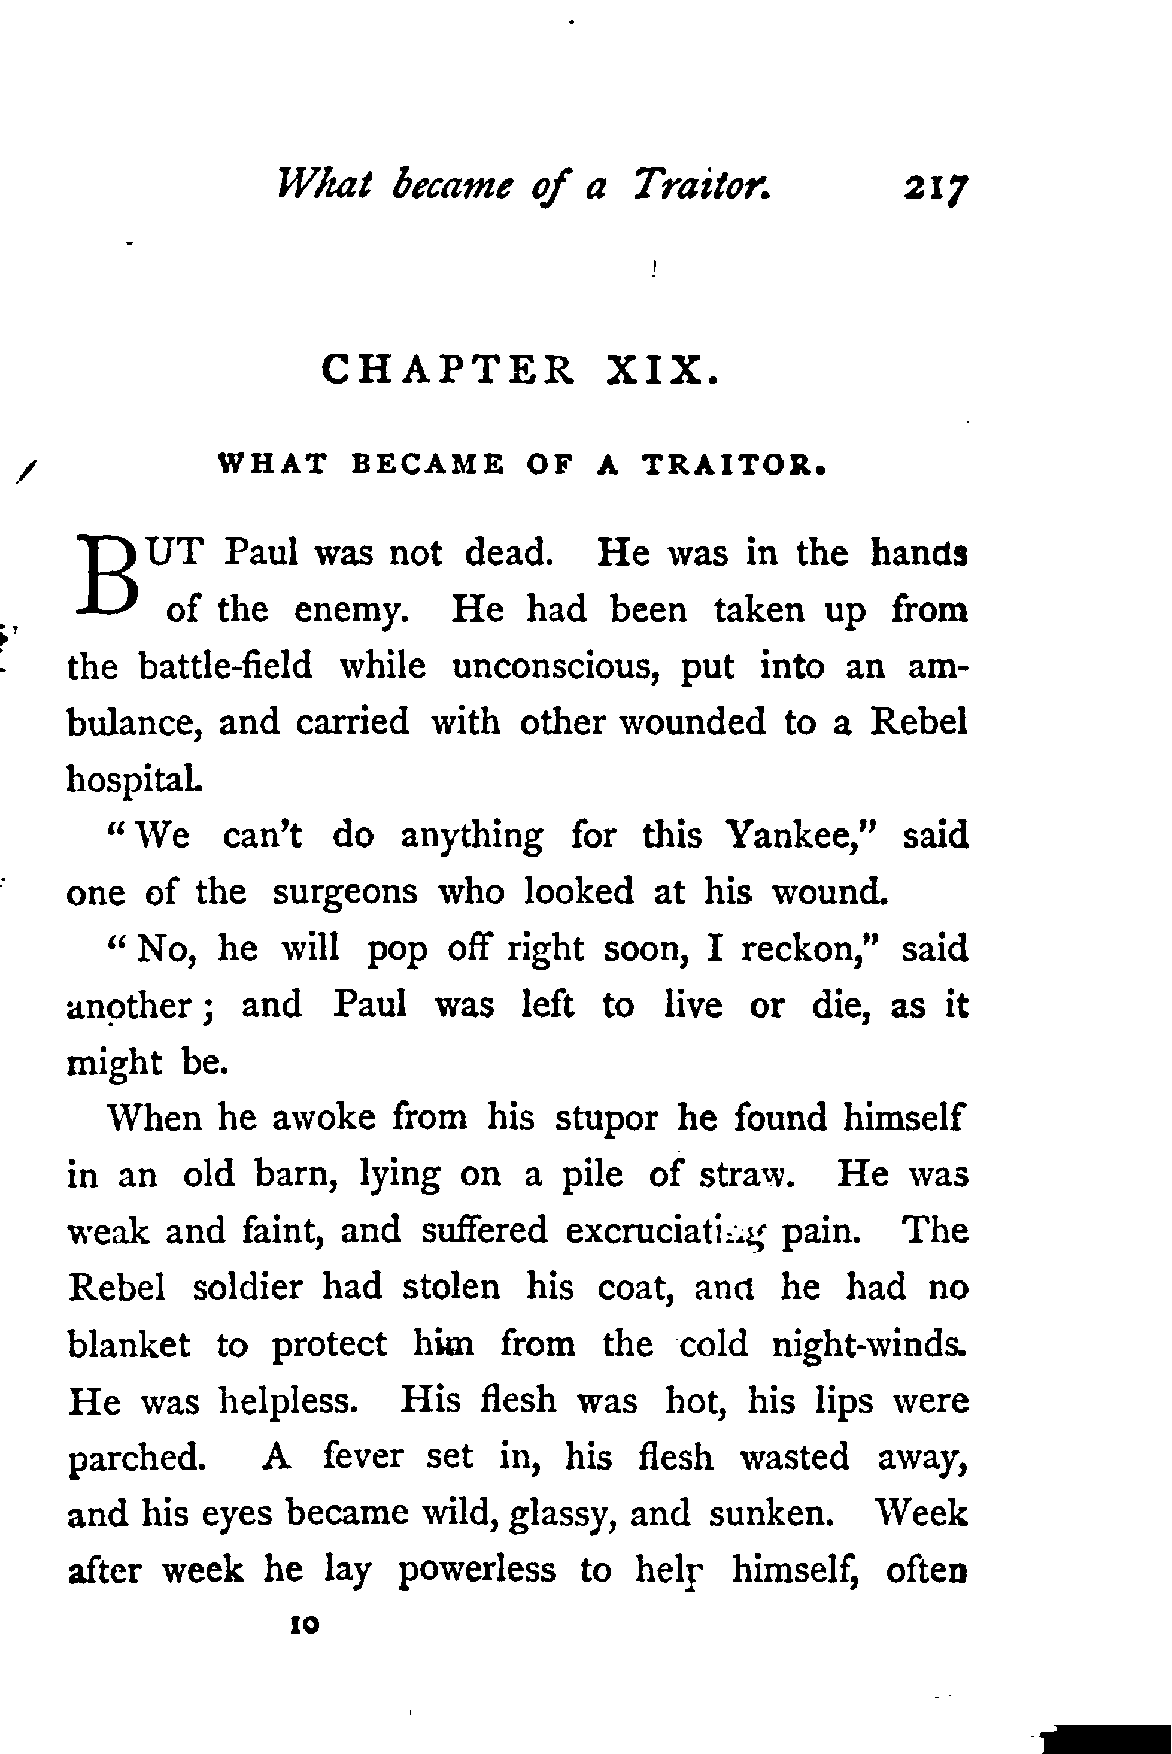 What became of a Traitor. 217
CHAPTER XIX.
WHAT BECAME OF A TRAITOR.
BUT Paul was not dead. He was in the hands
of the enemy. He had been taken up from
the battle-field while unconscious, put into an am-
bulance, and carried with other wounded to a Rebel
hospital.
“We can't do anything for this Yankee,” said
one of the surgeons who looked at his wound.
“No, he will pop off right soon, I reckon,” said
another; and Paul was left to live or die, as it
might be.
When he awoke from his stupor he found himself
in an old barn, lying on a pile of straw. He was
weak and faint, and suffered excruciating pain. The
Rebel soldier had stolen his coat, and he had no
blanket to protect him from the cold night-winds.
He was helpless. His flesh was hot, his lips were
parched. A fever set in, his flesh wasted away,
and his eyes became wild, glassy, and sunken. Week
after week he lay powerless to help himself, often
10